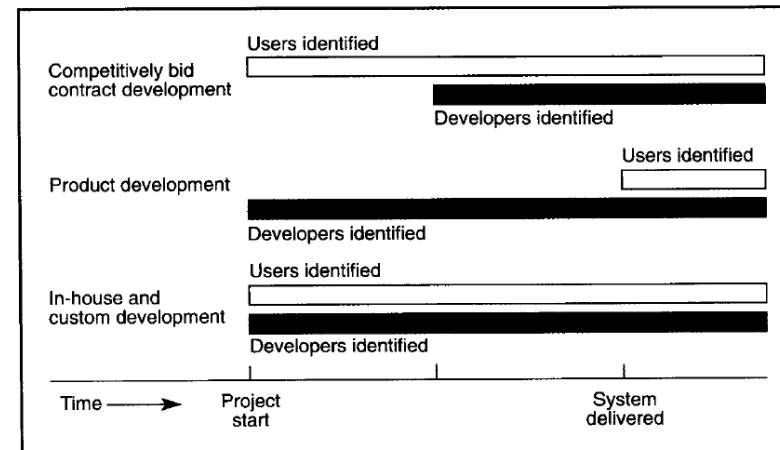 Users identified
Competitively bid
contract development
Developers identified
Users identified
Product development
Developers identified
Users identified
In-house and
custom development
Developers identified
Time
Project
start
System
delivered